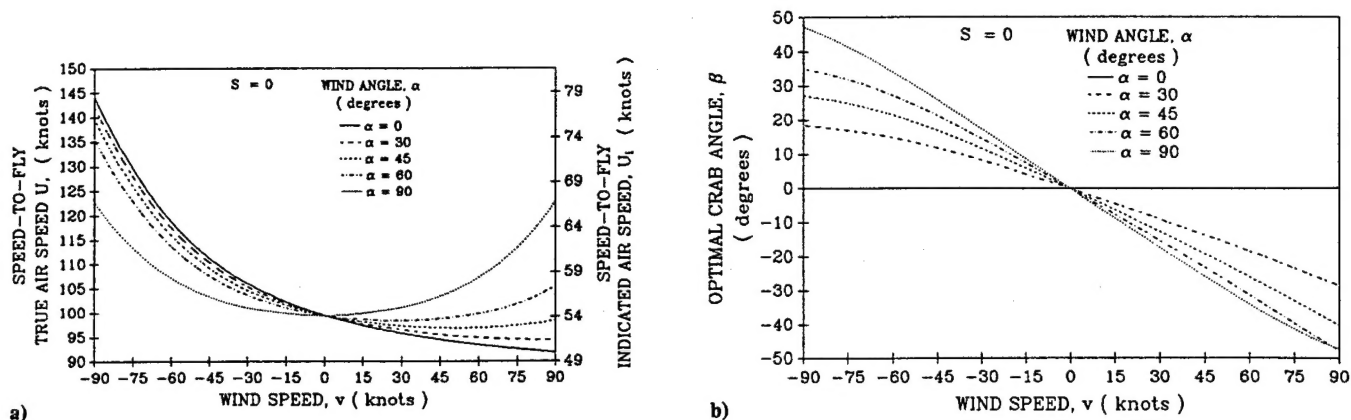 SPEED-TO-FLY
TRUE AIR SPEED U, ( knots)
150
145
140
135
130
125
120
115
110
105
100
95
90
S = 0
WIND ANGLE, α
( degrees)
α = 0
α = 30
α = 45
α = 60
α = 90
79
74
69
64
59
54
49
SPEED-TO-FLY
INDICATED AIR SPEED, Uᵢ ( knots)
-90 -75 -60 -45 -30 -15 0 15 30 45 60 75 90
WIND SPEED, v ( knots)
a)
OPTIMAL CRAB ANGLE, β
( degrees)
50
40
30
20
10
0
-10
-20
-30
-40
-50
S = 0
WIND ANGLE, α
( degrees)
α = 0
α = 30
α = 45
α = 60
α = 90
-90 -75 -60 -45 -30 -15 0 15 30 45 60 75 90
WIND SPEED, v ( knots)
b)